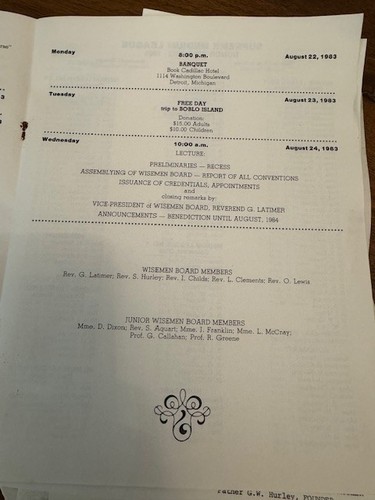 Monday 8:00 p.m. August 22, 1983
BANQUET
Book Cadillac Hotel
1114 Washington Boulevard
Detroit, Michigan
Tuesday August 23, 1983
FREE DAY
trip to BOBLO ISLAND
Donation:
$15.00 Adults
$10.00 Children
Wednesday 10:00 a.m. August 24, 1983
LECTURE:
PRELIMINARIES — RECESS
ASSEMBLYING OF WISEMEN BOARD — REPORT OF ALL CONVENTIONS
ISSUANCE OF CREDENTIALS, APPOINTMENTS
and
closing remarks by:
VICE-PRESIDENT of WISEMEN BOARD, REVEREND G. LATIMER
ANNOUNCEMENTS — BENEDICTION UNTIL AUGUST, 1984
WISEMEN BOARD MEMBERS
Rev. G. Latimer; Rev. S. Hurley; Rev. I. Childs; Rev. L. Clements; Rev. O. Lewis
JUNIOR WISEMEN BOARD MEMBERS
Mme. D. Dixon; Rev. S. Aquart; Mme. I. Franklin; Mme. L. McCray;
Prof. G. Callahan; Prof. R. Greene
Father G.W. Hurley, FOUNDER